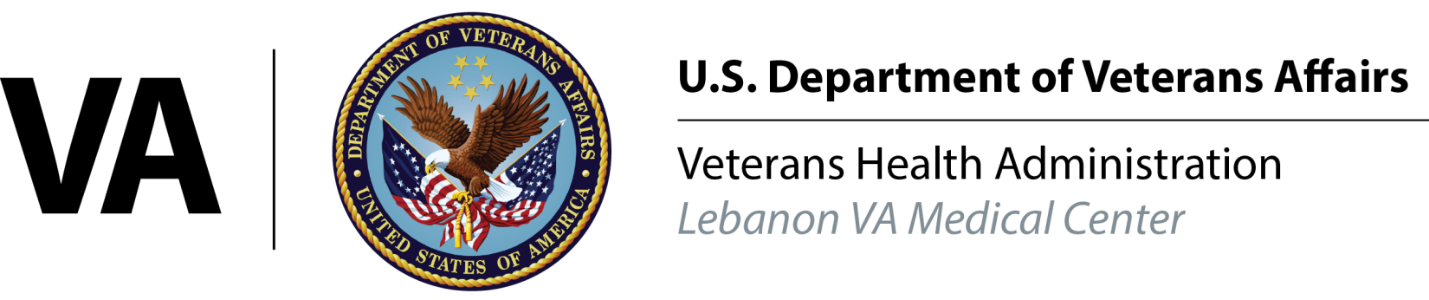 VA
DEPARTMENT OF VETERANS AFFAIRS
UNITED STATES OF AMERICA
U.S. Department of Veterans Affairs
Veterans Health Administration
Lebanon VA Medical Center